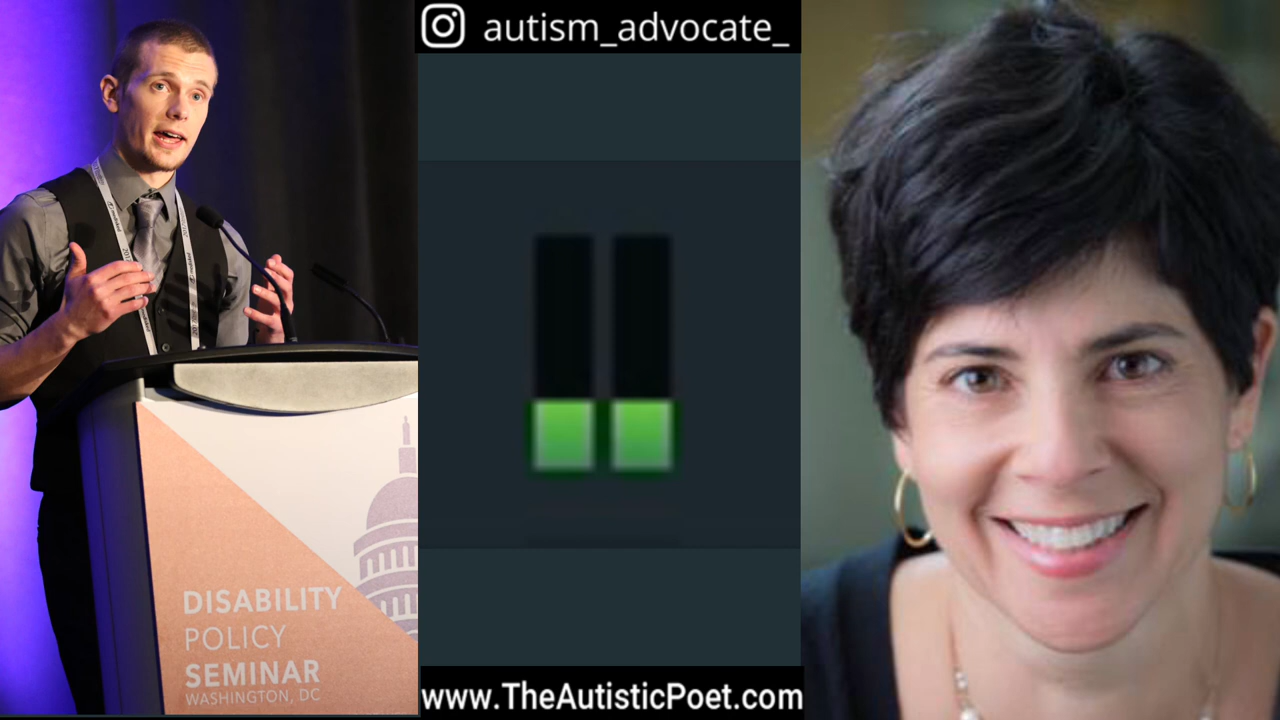 autism_advocate_
DISABILITY
POLICY
SEMINAR
WASHINGTON, DC
www.TheAutisticPoet.com